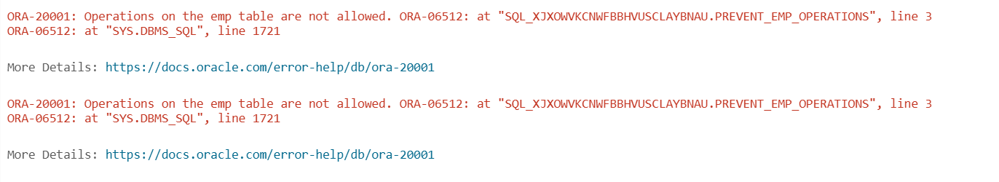 ORA-20001: Operations on the emp table are not allowed. ORA-06512: at "SQL_XJXOWVKCNWFBBHVUSCLAYBNAU.PREVENT_EMP_OPERATIONS", line 3
ORA-06512: at "SYS.DBMS_SQL", line 1721
More Details: https://docs.oracle.com/error-help/db/ora-20001
ORA-20001: Operations on the emp table are not allowed. ORA-06512: at "SQL_XJXOWVKCNWFBBHVUSCLAYBNAU.PREVENT_EMP_OPERATIONS", line 3
ORA-06512: at "SYS.DBMS_SQL", line 1721
More Details: https://docs.oracle.com/error-help/db/ora-20001